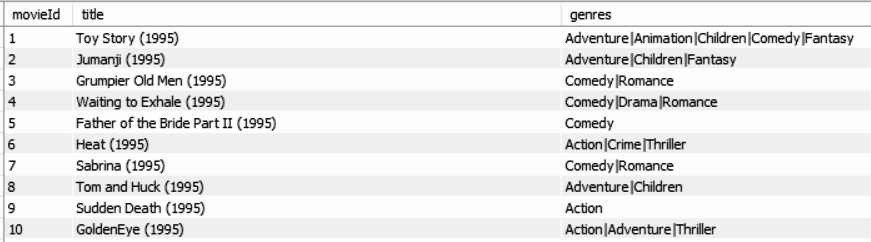 movieId title genres
1 Toy Story (1995) Adventure|Animation|Children|Comedy|Fantasy
2 Jumanji (1995) Adventure|Children|Fantasy
3 Grumpier Old Men (1995) Comedy|Romance
4 Waiting to Exhale (1995) Comedy|Drama|Romance
5 Father of the Bride Part II (1995) Comedy
6 Heat (1995) Action|Crime|Thriller
7 Sabrina (1995) Comedy|Romance
8 Tom and Huck (1995) Adventure|Children
9 Sudden Death (1995) Action
10 GoldenEye (1995) Action|Adventure|Thriller